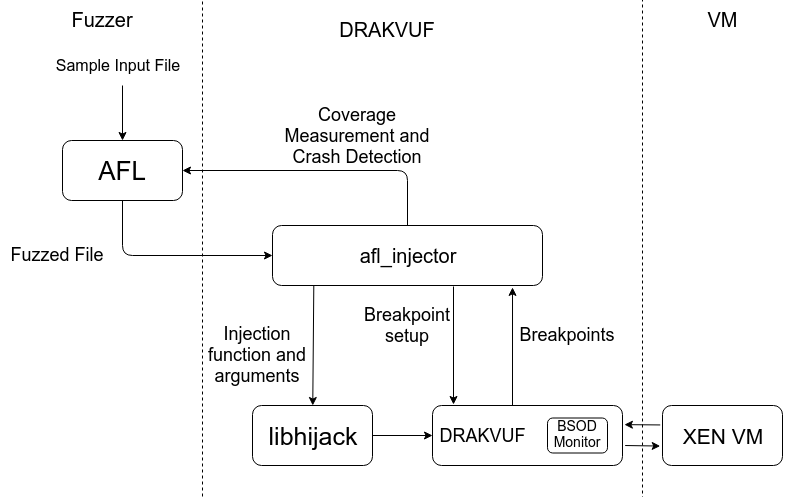 Fuzzer
DRAKVUF
VM
Sample Input File
Coverage
Measurement and
Crash Detection
AFL
Fuzzed File
afl_injector
Injection
function and
arguments
Breakpoint
setup
Breakpoints
libhijack
DRAKVUF
BSOD
Monitor
XEN VM